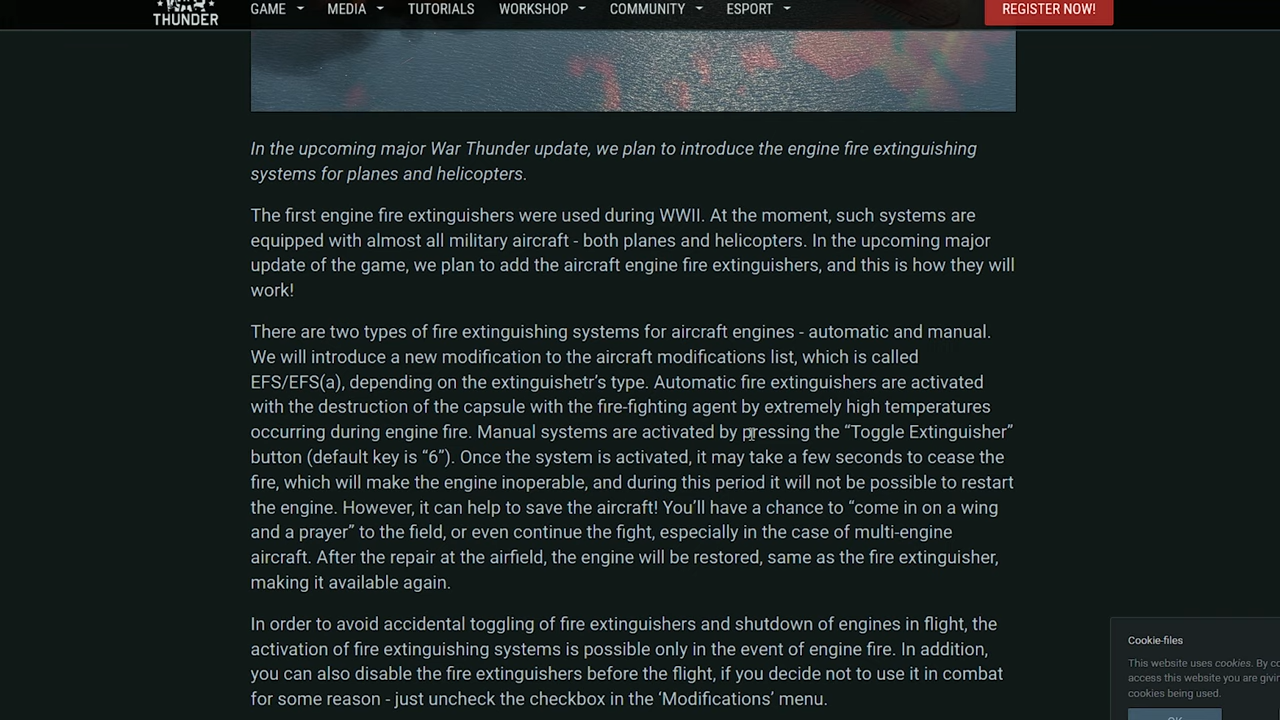 WAR
THUNDER
GAME MEDIA TUTORIALS WORKSHOP COMMUNITY ESPORT REGISTER NOW!
In the upcoming major War Thunder update, we plan to introduce the engine fire extinguishing
systems for planes and helicopters.
The first engine fire extinguishers were used during WWII. At the moment, such systems are
equipped with almost all military aircraft - both planes and helicopters. In the upcoming major
update of the game, we plan to add the aircraft engine fire extinguishers, and this is how they will
work!
There are two types of fire extinguishing systems for aircraft engines - automatic and manual.
We will introduce a new modification to the aircraft modifications list, which is called
EFS/EFS(a), depending on the extinguishetr’s type. Automatic fire extinguishers are activated
with the destruction of the capsule with the fire-fighting agent by extremely high temperatures
occurring during engine fire. Manual systems are activated by pressing the “Toggle Extinguisher”
button (default key is “6”). Once the system is activated, it may take a few seconds to cease the
fire, which will make the engine inoperable, and during this period it will not be possible to restart
the engine. However, it can help to save the aircraft! You’ll have a chance to “come in on a wing
and a prayer” to the field, or even continue the fight, especially in the case of multi-engine
aircraft. After the repair at the airfield, the engine will be restored, same as the fire extinguisher,
making it available again.
In order to avoid accidental toggling of fire extinguishers and shutdown of engines in flight, the
activation of fire extinguishing systems is possible only in the event of engine fire. In addition,
you can also disable the fire extinguishers before the flight, if you decide not to use it in combat
for some reason - just uncheck the checkbox in the ‘Modifications’ menu.
Cookie-files
This website uses cookies. By co
access this website you are givin
cookies being used.
OK